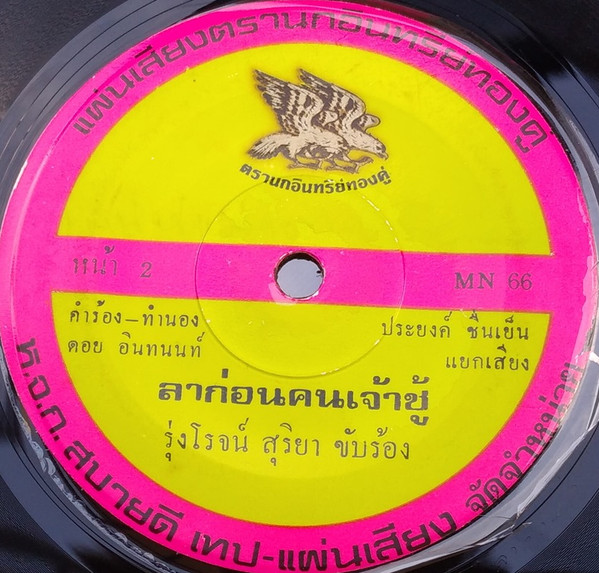 แผ่นเสียงตรานกอินทรีย์ทองคู่
ตรานกอินทรีย์ทองคู่
หน้า 2
MN 66
คำร้อง-ทำนอง
ดอย อินทนนท์
ประยงค์ ชื่นเย็น
แยกเสียง
ลาก่อนคนเจ้าชู้
รุ่งโรจน์ สุริยา ขับร้อง
ห.จ.ก. สบายดี เทป-แผ่นเสียง จัดจำหน่าย